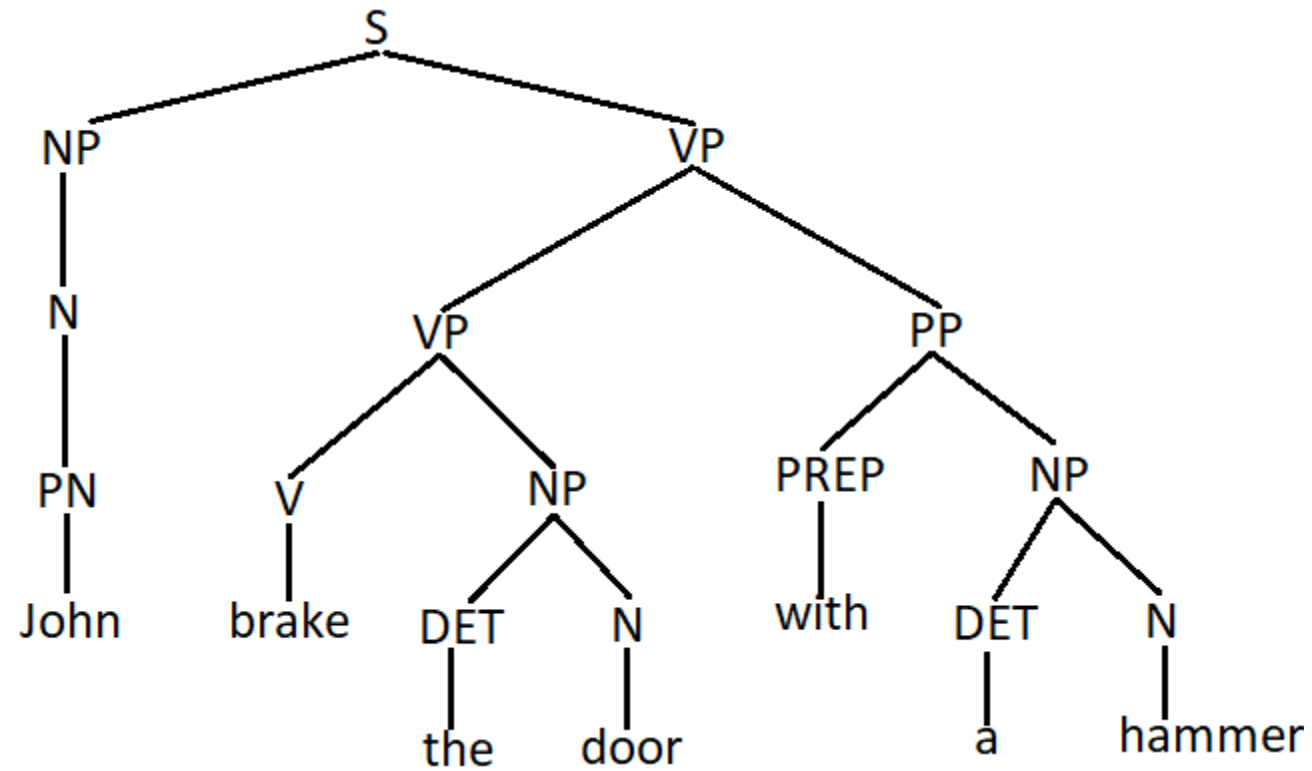 S
NP VP
N VP PP
PN V NP PREP NP
John brake DET N with DET N
the door a hammer